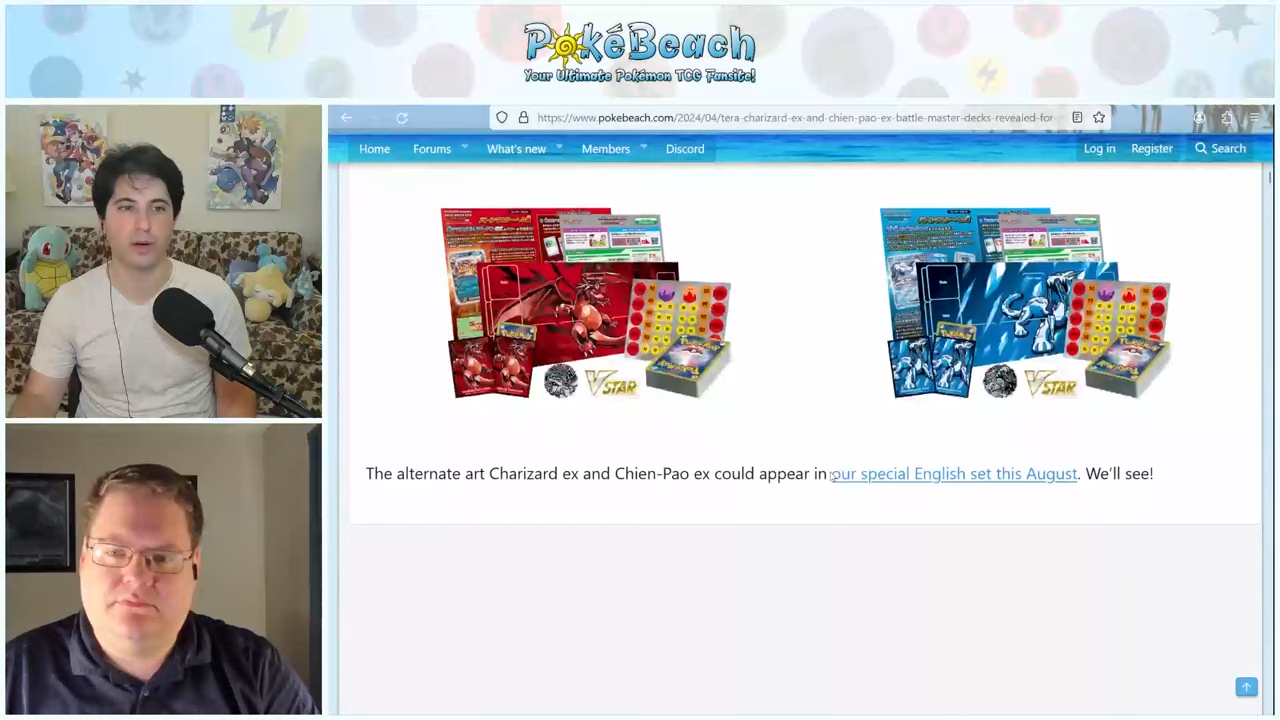 PokéBeach
Your Ultimate Pokémon TCG Fansite!
https://www.pokebeach.com/2024/04/tera-charizard-ex-and-chien-pao-ex-battle-master-decks-revealed-for-
Home Forums What's new Members Discord Log in Register Search
VSTAR VSTAR
The alternate art Charizard ex and Chien-Pao ex could appear in our special English set this August. We'll see!